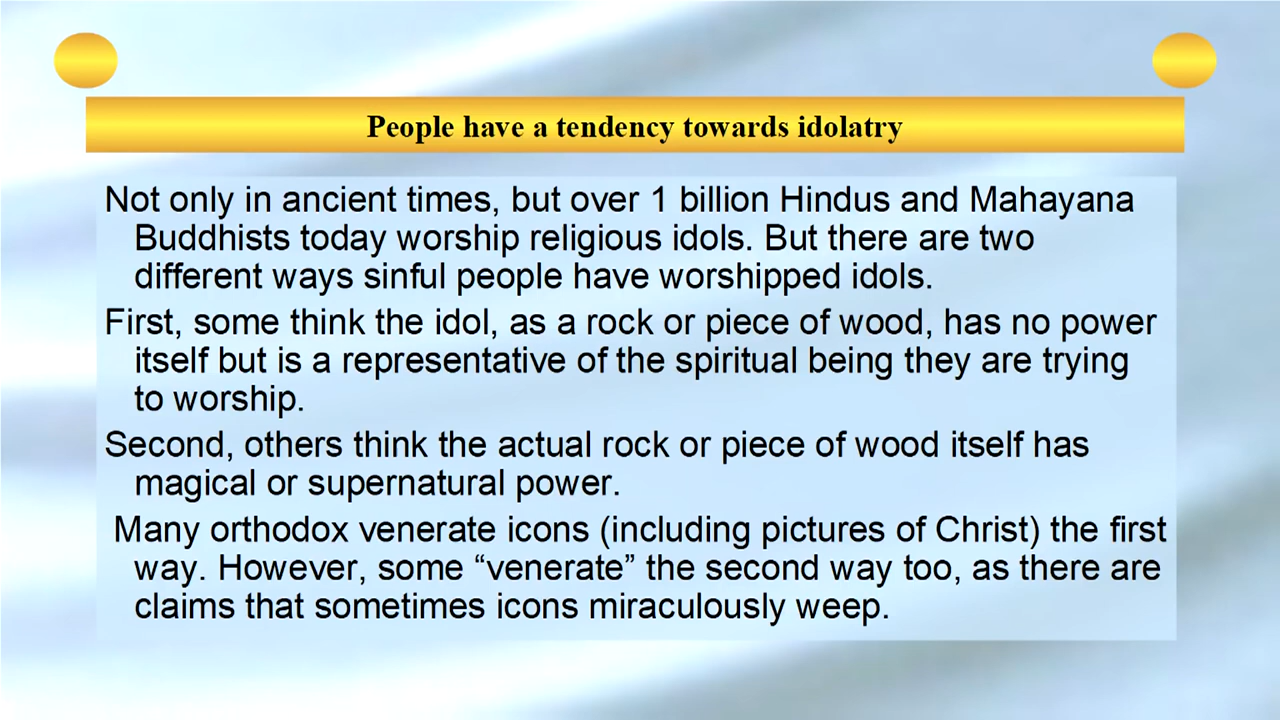 People have a tendency towards idolatry
Not only in ancient times, but over 1 billion Hindus and Mahayana
Buddhists today worship religious idols. But there are two
different ways sinful people have worshipped idols.
First, some think the idol, as a rock or piece of wood, has no power
itself but is a representative of the spiritual being they are trying
to worship.
Second, others think the actual rock or piece of wood itself has
magical or supernatural power.
Many orthodox venerate icons (including pictures of Christ) the first
way. However, some “venerate” the second way too, as there are
claims that sometimes icons miraculously weep.